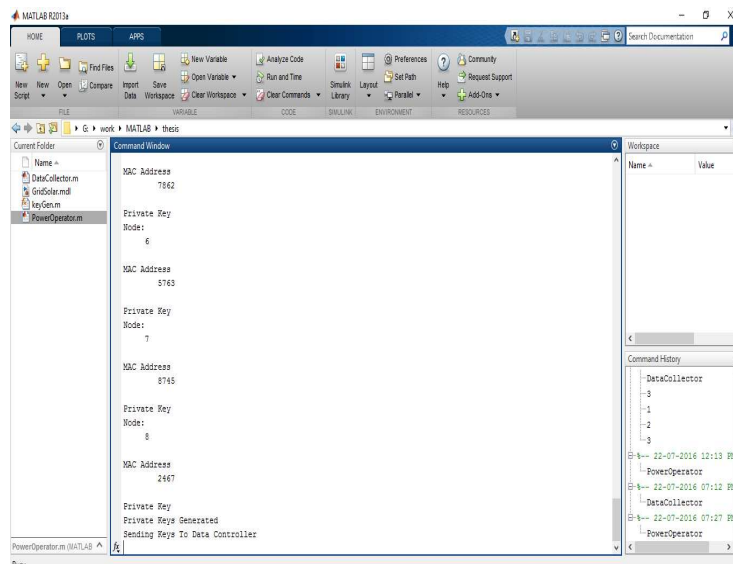 MATLAB R2013a
HOME PLOTS APPS
Search Documentation
New Script
New
Open
Find Files
Compare
Import Data
Save Workspace
New Variable
Open Variable
Clear Workspace
Analyze Code
Run and Time
Clear Commands
Simulink Library
Layout
Preferences
Set Path
Parallel
Help
Community
Request Support
Add-Ons
FILE VARIABLE CODE SIMULINK ENVIRONMENT RESOURCES
G: work MATLAB thesis
Current Folder
Name
DataCollector.m
GridSolar.mdl
keyGen.m
PowerOperator.m
PowerOperator.m (MATLAB
Command Window
MAC Address
7862
Private Key
Node:
6
MAC Address
5763
Private Key
Node:
7
MAC Address
8745
Private Key
Node:
8
MAC Address
2467
Private Key
Private Keys Generated
Sending Keys To Data Controller
fx
Workspace
Name Value
Command History
DataCollector
3
1
2
3
%-- 22-07-2016 12:13 PM
PowerOperator
%-- 22-07-2016 07:12 PM
DataCollector
%-- 22-07-2016 07:27 PM
PowerOperator